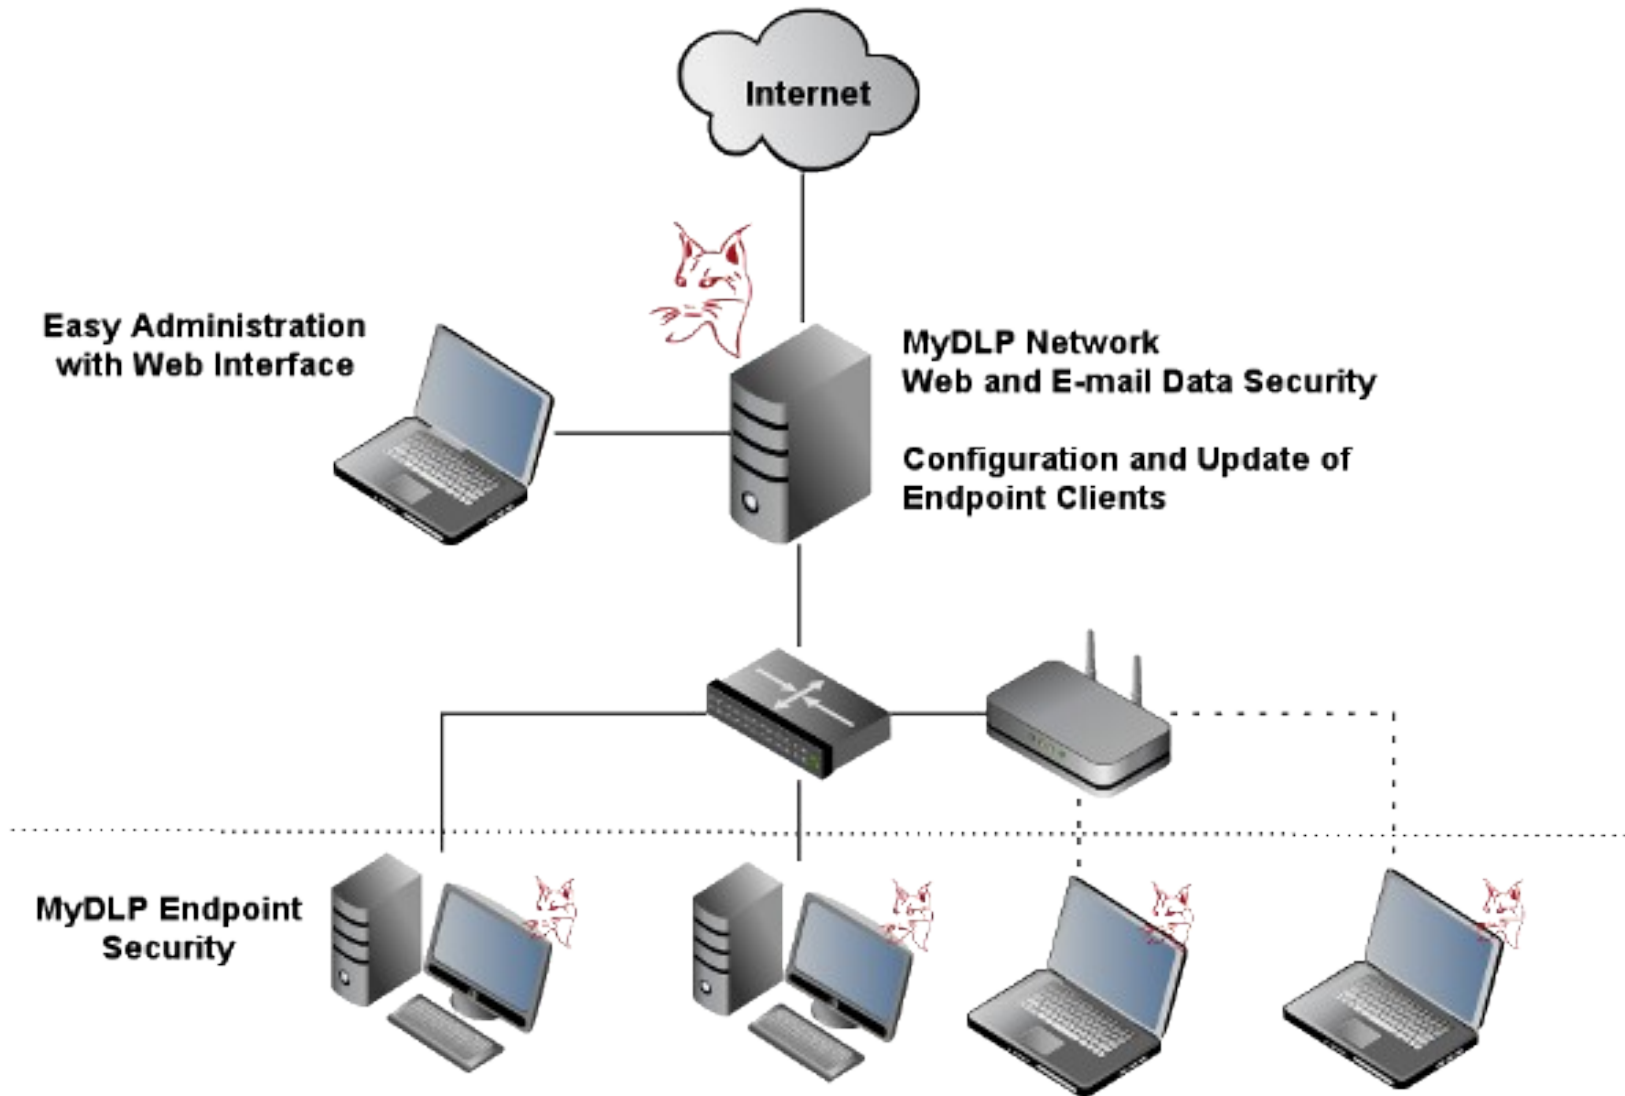 Internet
Easy Administration
with Web Interface
MyDLP Network
Web and E-mail Data Security
Configuration and Update of
Endpoint Clients
MyDLP Endpoint
Security